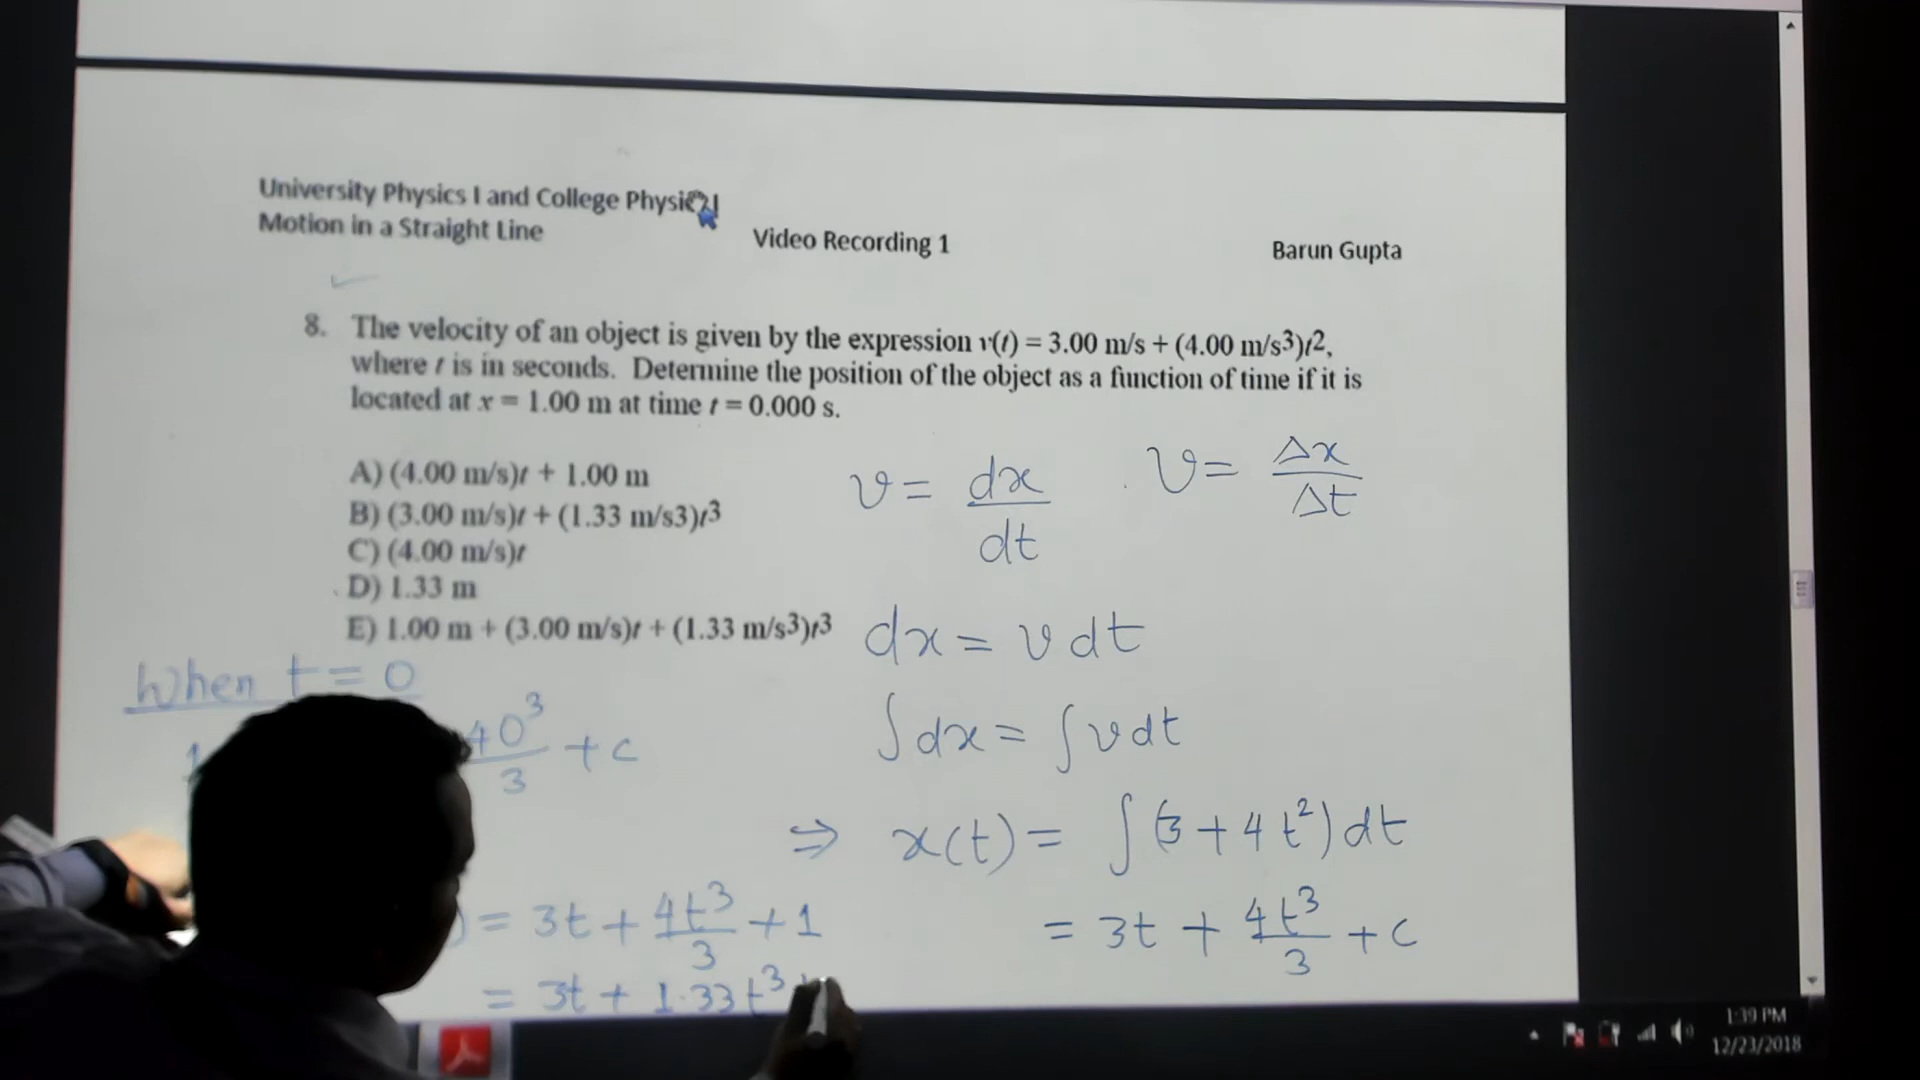 University Physics I and College Physic I
Motion in a Straight Line
Video Recording 1
Barun Gupta
8. The velocity of an object is given by the expression v(t) = 3.00 m/s + (4.00 m/s3)t2,
where t is in seconds. Determine the position of the object as a function of time if it is
located at x = 1.00 m at time t = 0.000 s.
A) (4.00 m/s)t + 1.00 m
B) (3.00 m/s)t + (1.33 m/s3)t3
C) (4.00 m/s)t
D) 1.33 m
E) 1.00 m + (3.00 m/s)t + (1.33 m/s3)t3
v = dx/dt
v = Δx/Δt
dx = v dt
∫dx = ∫v dt
⇒ x(t) = ∫(3 + 4t²)dt
= 3t + 4t³/3 + c
When t = 0
40³/3 + c
) = 3t + 4t³/3 + 1
= 3t + 1.33t³
1:39 PM
12/23/2018